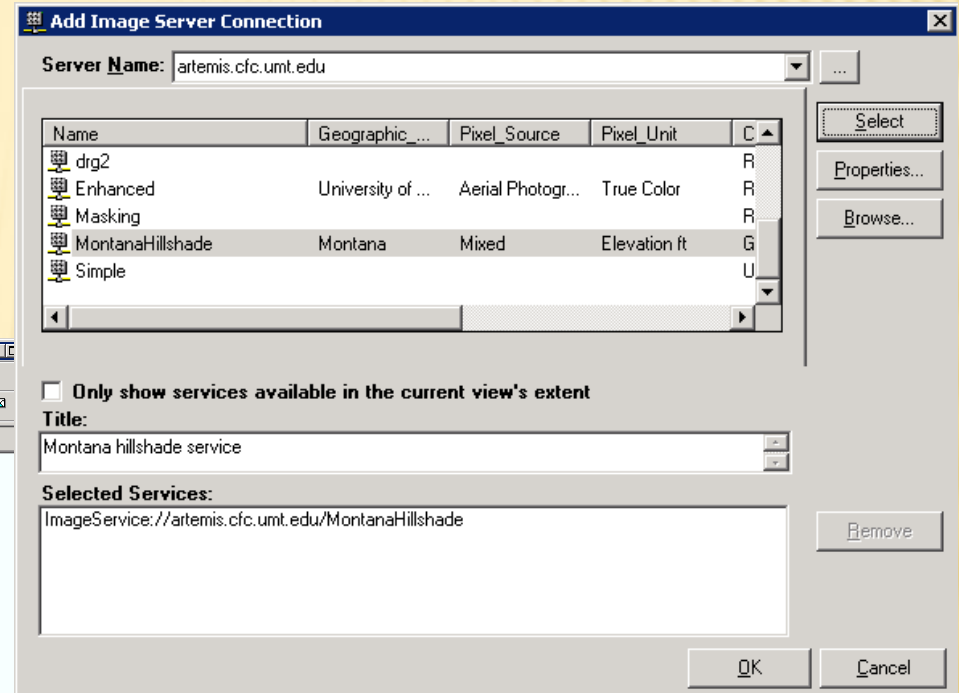 Add Image Server Connection
Server Name: artemis.cfc.umt.edu ...
Name Geographic_... Pixel_Source Pixel_Unit C
drg2 R
Enhanced University of ... Aerial Photogr... True Color R
Masking R
MontanaHillshade Montana Mixed Elevation ft G
Simple U
Select
Properties...
Browse...
Only show services available in the current view's extent
Title:
Montana hillshade service
Selected Services:
ImageService://artemis.cfc.umt.edu/MontanaHillshade
Remove
OK Cancel